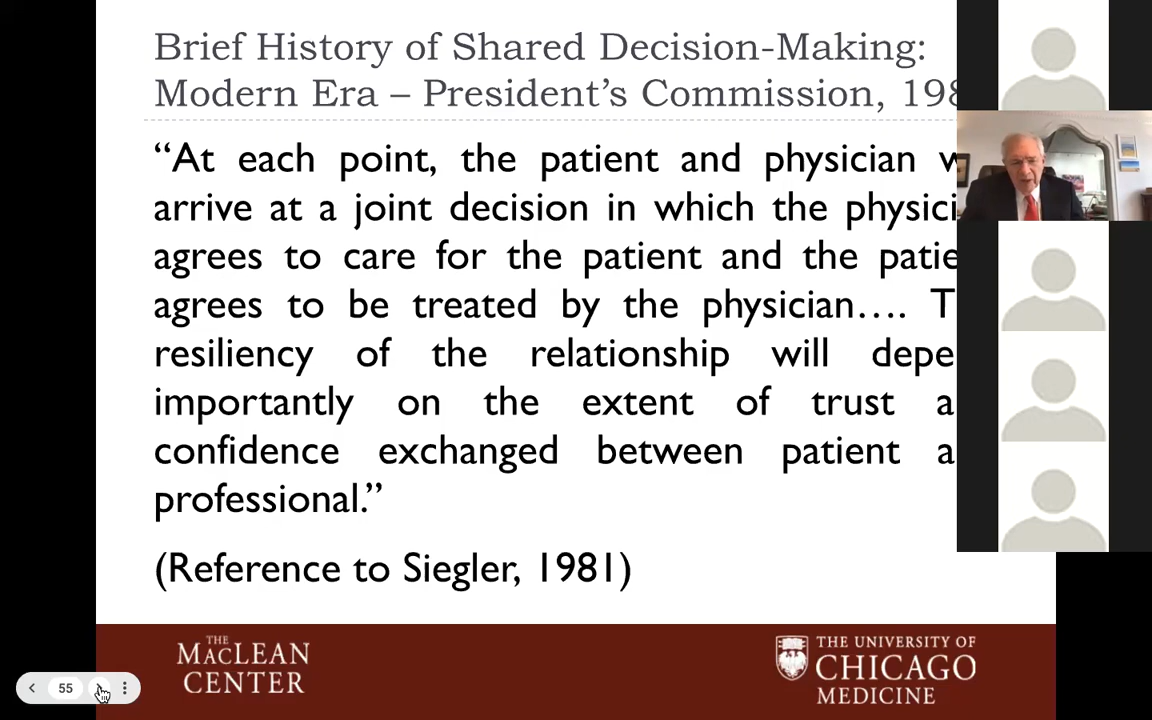 Brief History of Shared Decision-Making:
Modern Era – President’s Commission, 198
“At each point, the patient and physician
arrive at a joint decision in which the
agrees to care for the patient and the
agrees to be treated by the physician….
resiliency of the relationship will
importantly on the extent of trust
confidence exchanged between patient
professional.”
(Reference to Siegler, 1981)
THE
MACLEAN
CENTER
THE UNIVERSITY OF
CHICAGO
MEDICINE
55